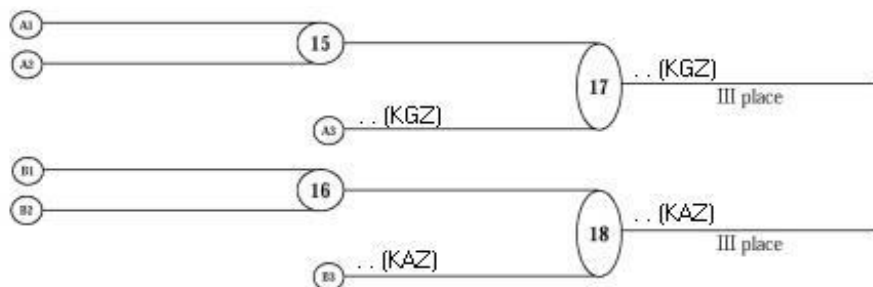 A1
15
A2
17
. . (KGZ)
III place
A3
. . (KGZ)
B1
16
B2
18
. . (KAZ)
III place
B3
. . (KAZ)